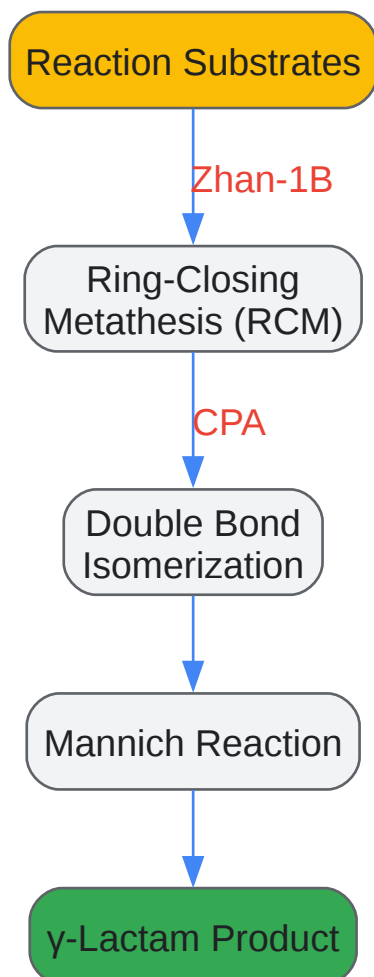 Reaction Substrates
Zhan-1B
Ring-Closing
Metathesis (RCM)
CPA
Double Bond
Isomerization
Mannich Reaction
γ-Lactam Product